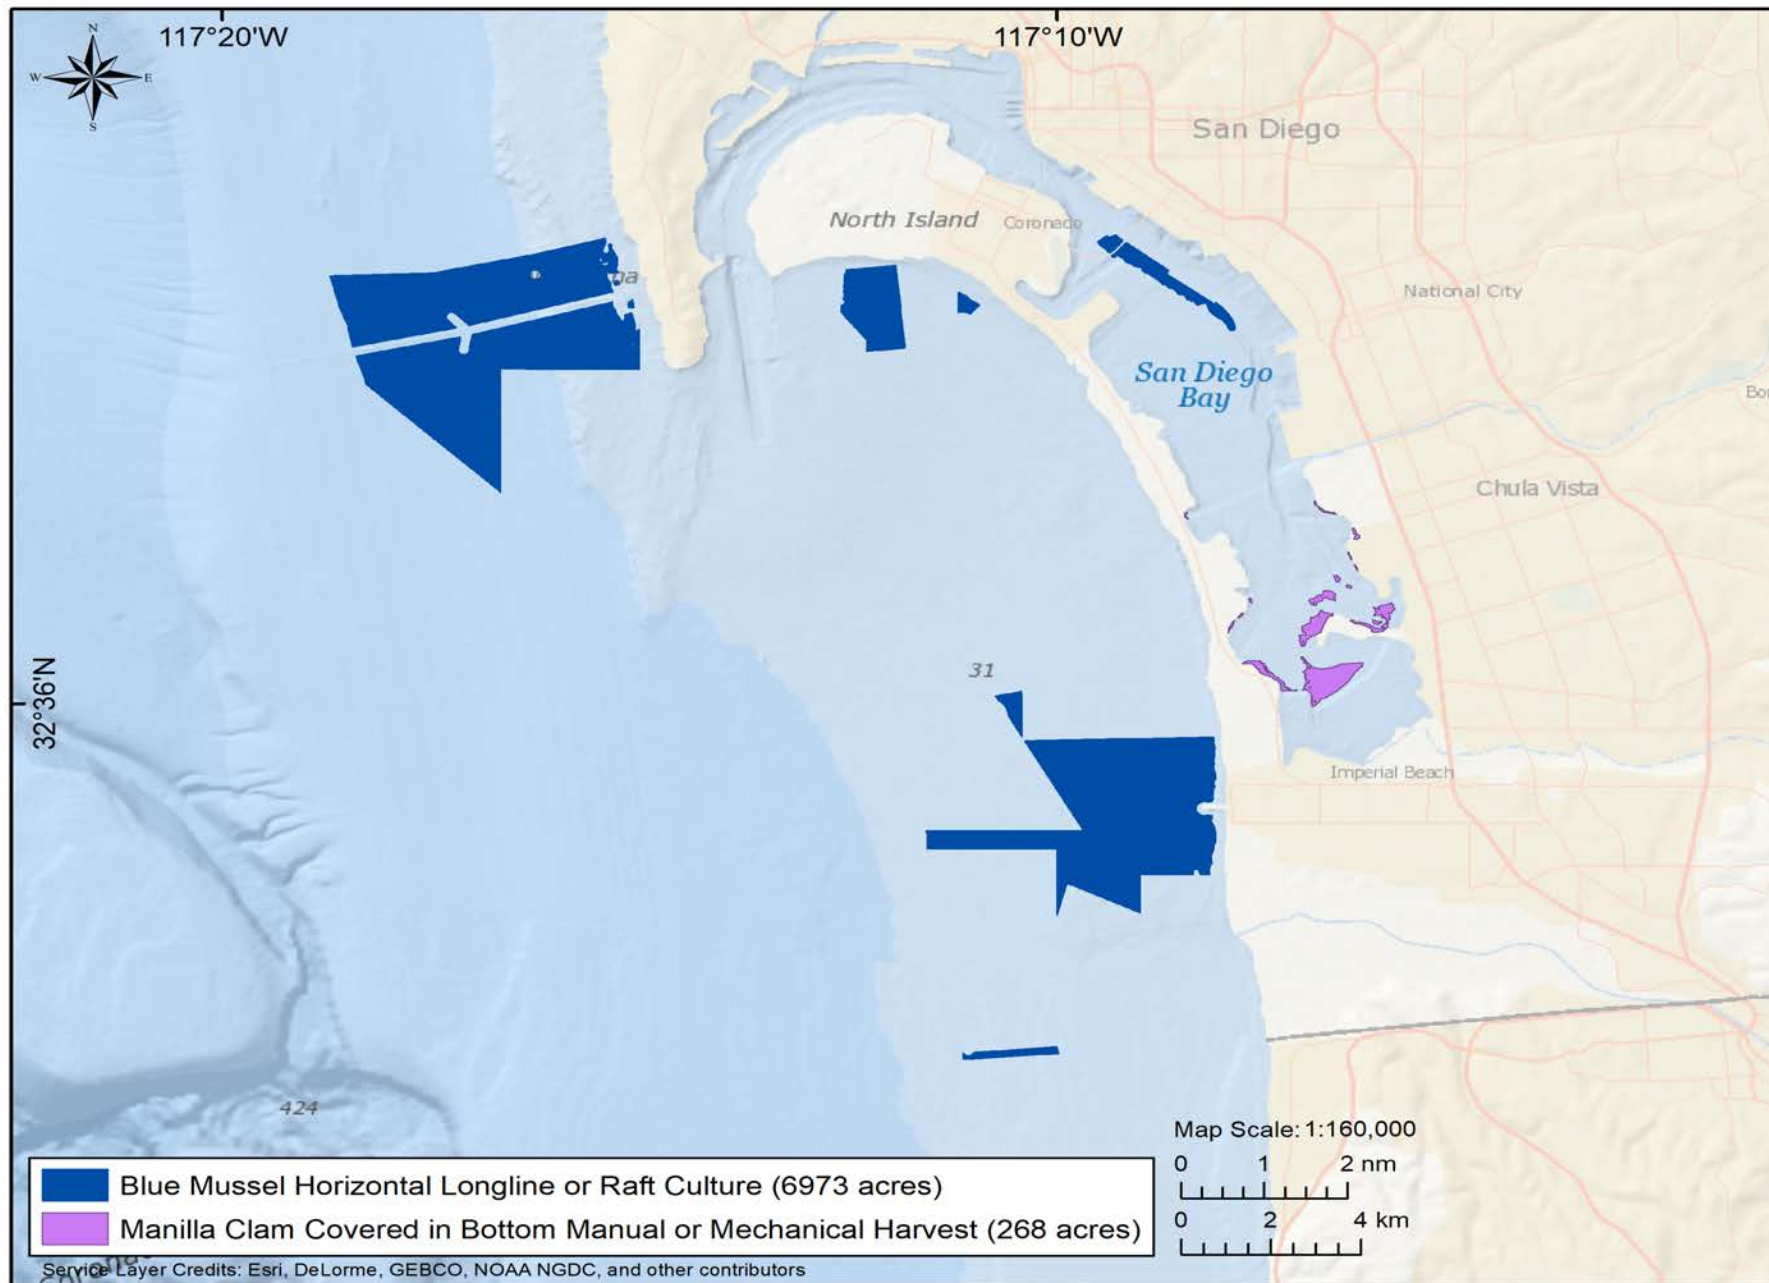 117°20'W
117°10'W
N
W E
S
San Diego
North Island
Coronado
na
National City
San Diego
Bay
Chula Vista
31
32°36'N
Imperial Beach
424
Map Scale: 1:160,000
0 1 2 nm
0 2 4 km
Blue Mussel Horizontal Longline or Raft Culture (6973 acres)
Manilla Clam Covered in Bottom Manual or Mechanical Harvest (268 acres)
Service Layer Credits: Esri, DeLorme, GEBCO, NOAA NGDC, and other contributors